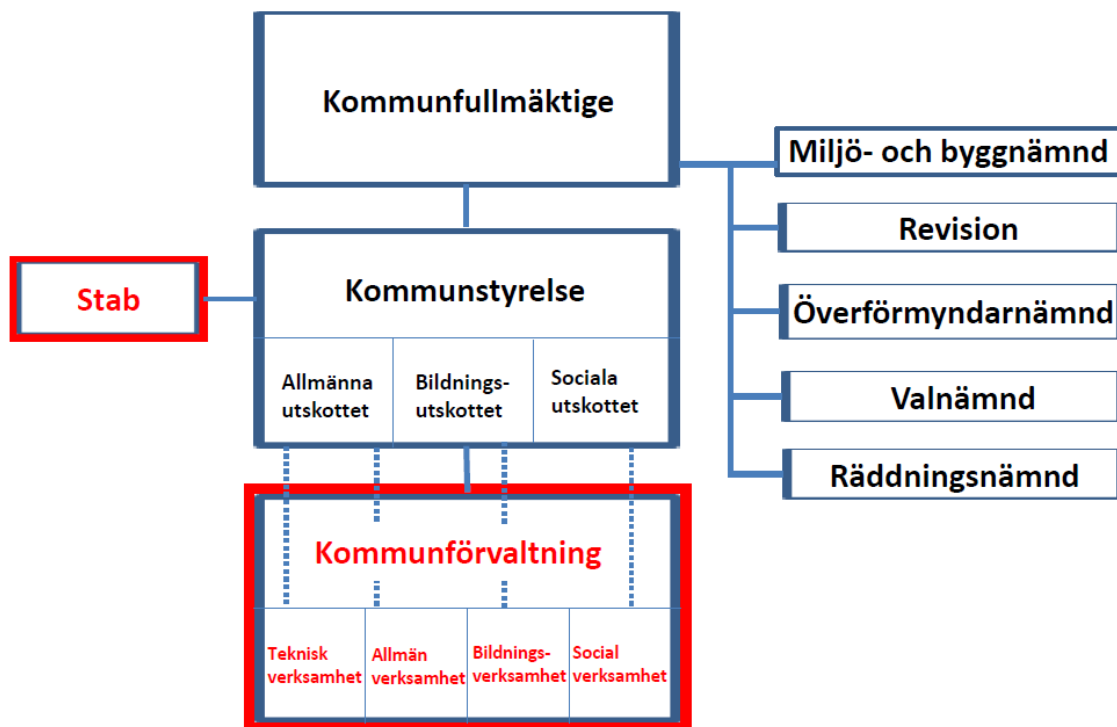 Kommunfullmäktige
Miljö- och byggnämnd
Revision
Överförmyndarnämnd
Valnämnd
Räddningsnämnd
Stab
Kommunstyrelse
Allmänna
utskottet
Bildnings-
utskottet
Sociala
utskottet
Kommunförvaltning
Teknisk
verksamhet
Allmän
verksamhet
Bildnings-
verksamhet
Social
verksamhet